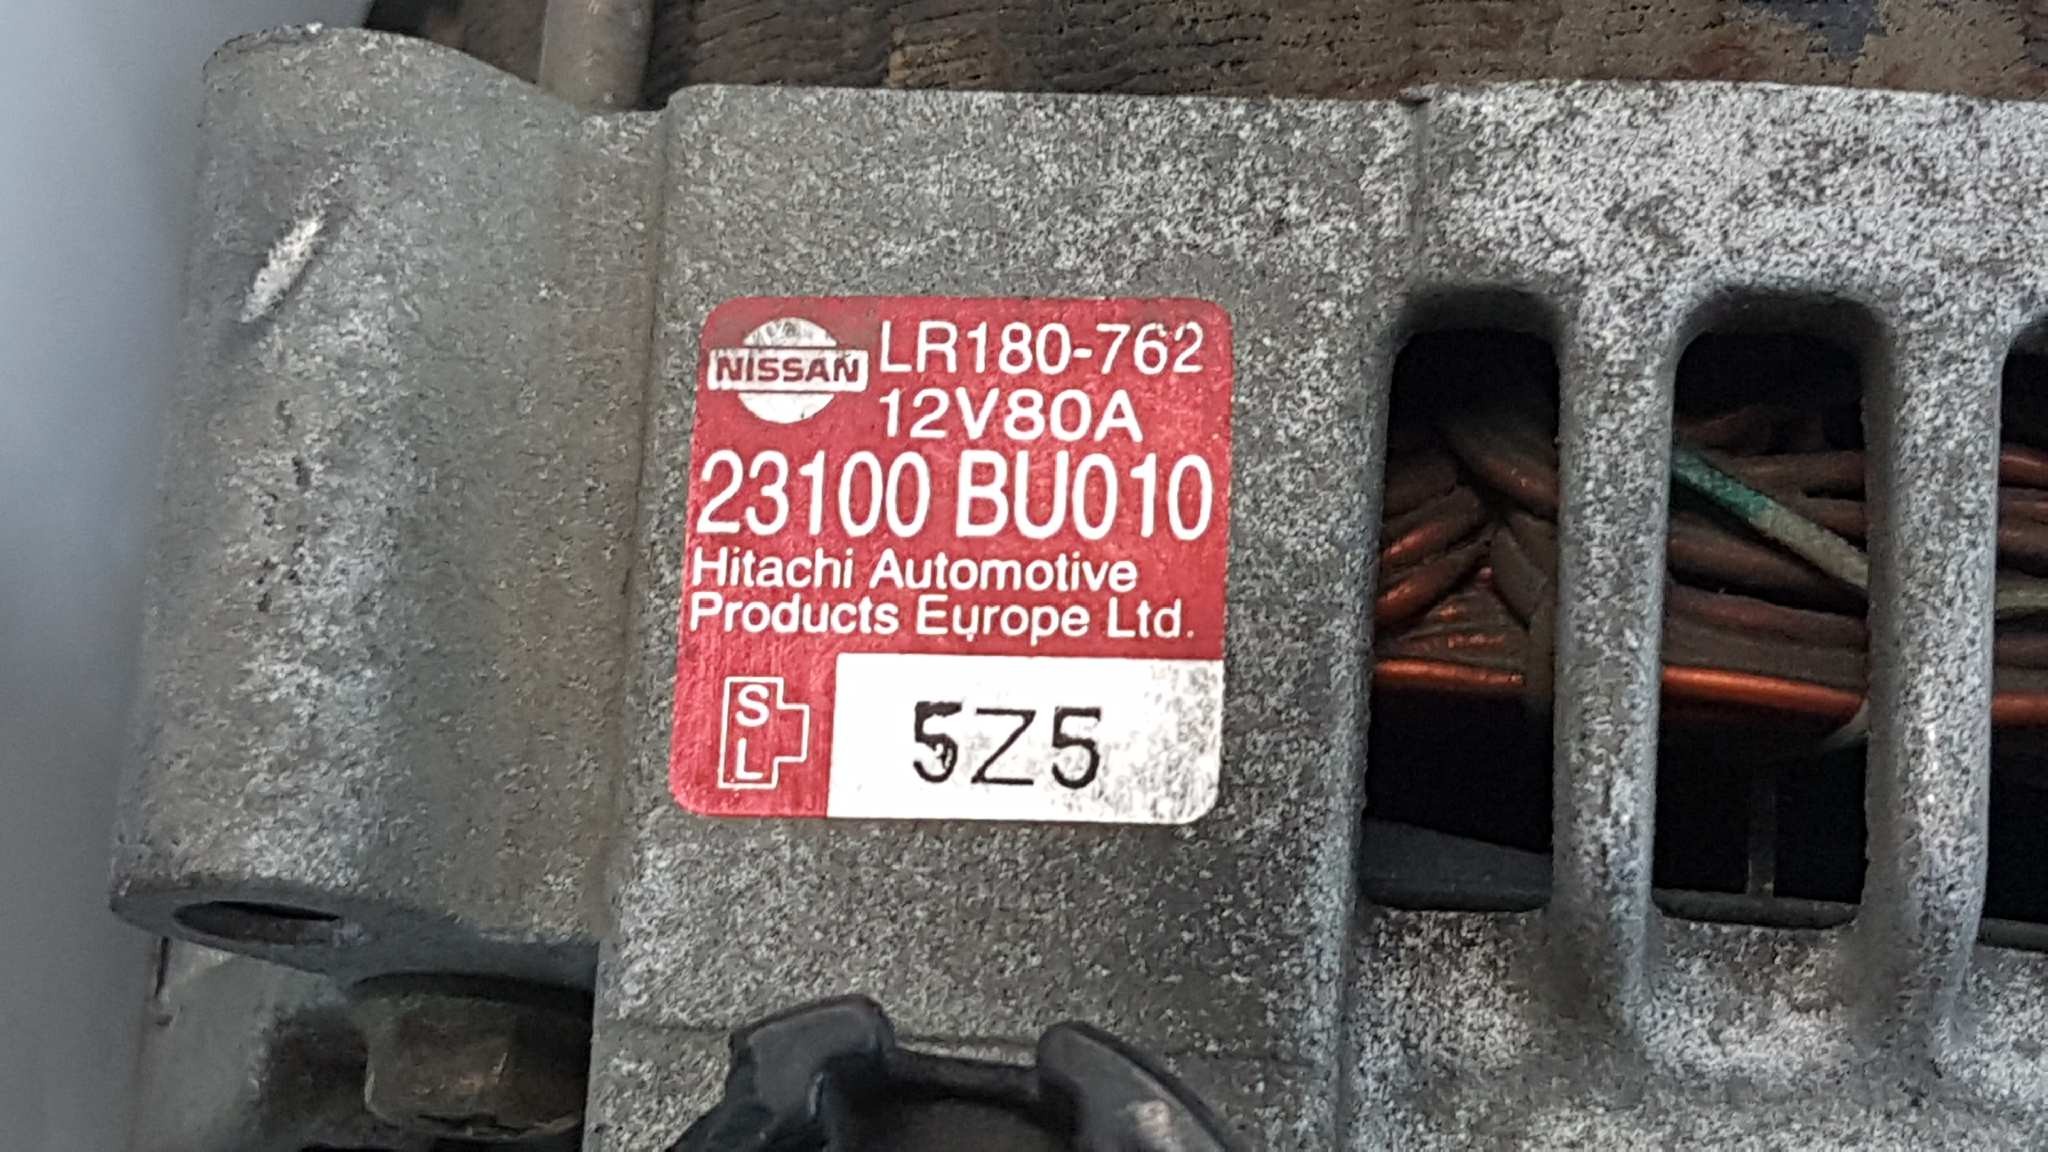 NISSAN LR180-762
12V80A
23100 BU010
Hitachi Automotive
Products Europe Ltd.
S
L
5Z5